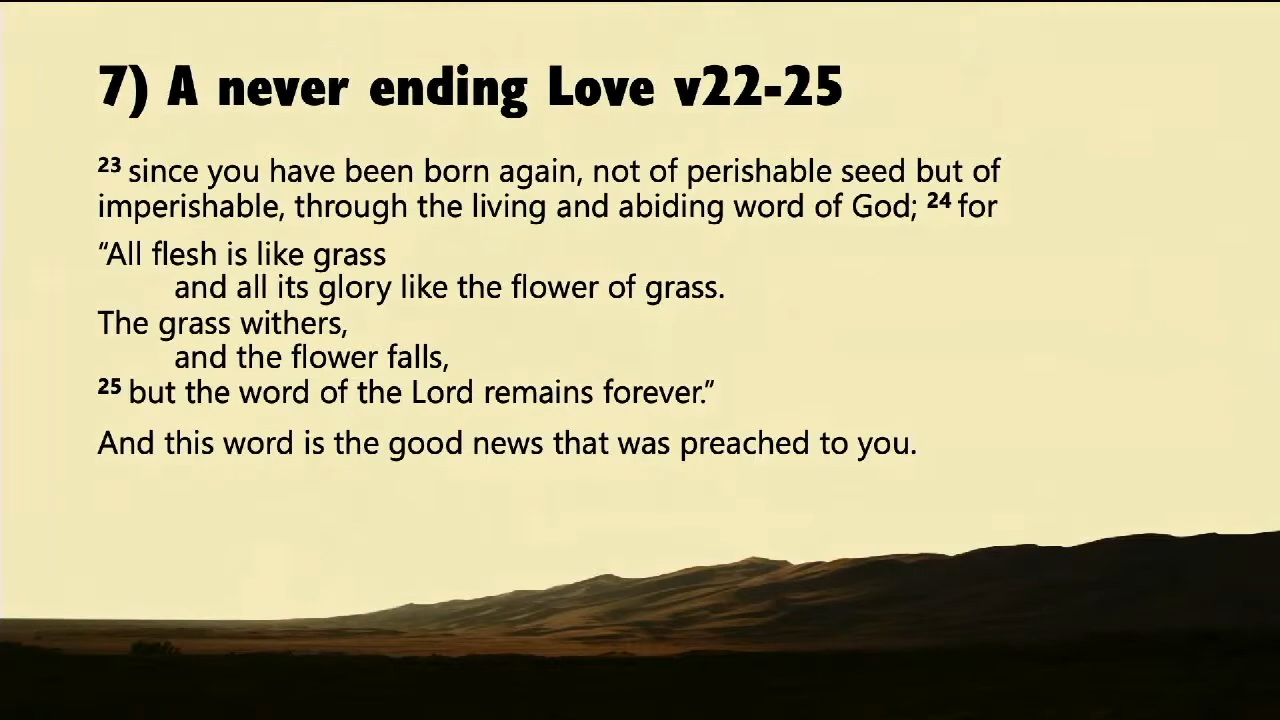 7) A never ending Love v22-25
23 since you have been born again, not of perishable seed but of
imperishable, through the living and abiding word of God; 24 for
“All flesh is like grass
and all its glory like the flower of grass.
The grass withers,
and the flower falls,
25 but the word of the Lord remains forever.”
And this word is the good news that was preached to you.